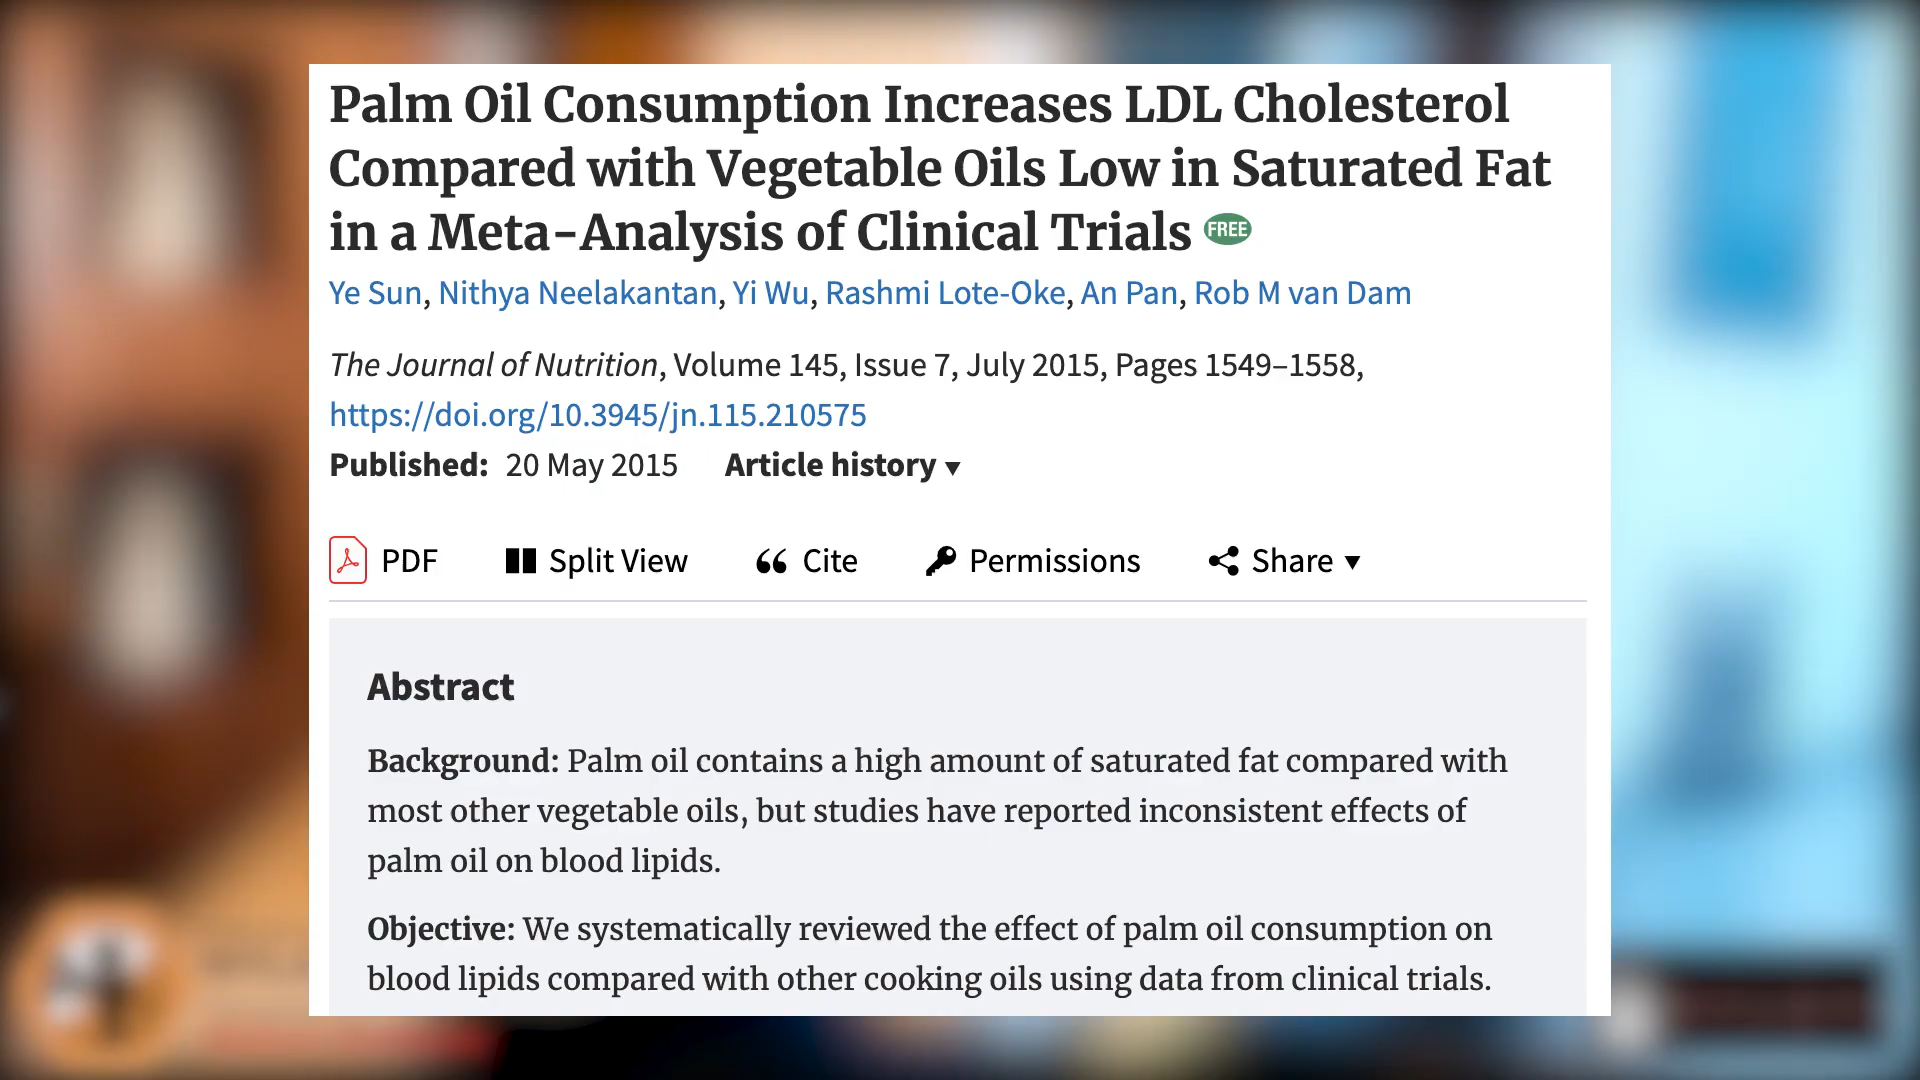 Palm Oil Consumption Increases LDL Cholesterol
Compared with Vegetable Oils Low in Saturated Fat
in a Meta-Analysis of Clinical Trials FREE
Ye Sun, Nithya Neelakantan, Yi Wu, Rashmi Lote-Oke, An Pan, Rob M van Dam
The Journal of Nutrition, Volume 145, Issue 7, July 2015, Pages 1549–1558,
https://doi.org/10.3945/jn.115.210575
Published: 20 May 2015 Article history ▼
PDF Split View Cite Permissions Share ▼
Abstract
Background: Palm oil contains a high amount of saturated fat compared with
most other vegetable oils, but studies have reported inconsistent effects of
palm oil on blood lipids.
Objective: We systematically reviewed the effect of palm oil consumption on
blood lipids compared with other cooking oils using data from clinical trials.